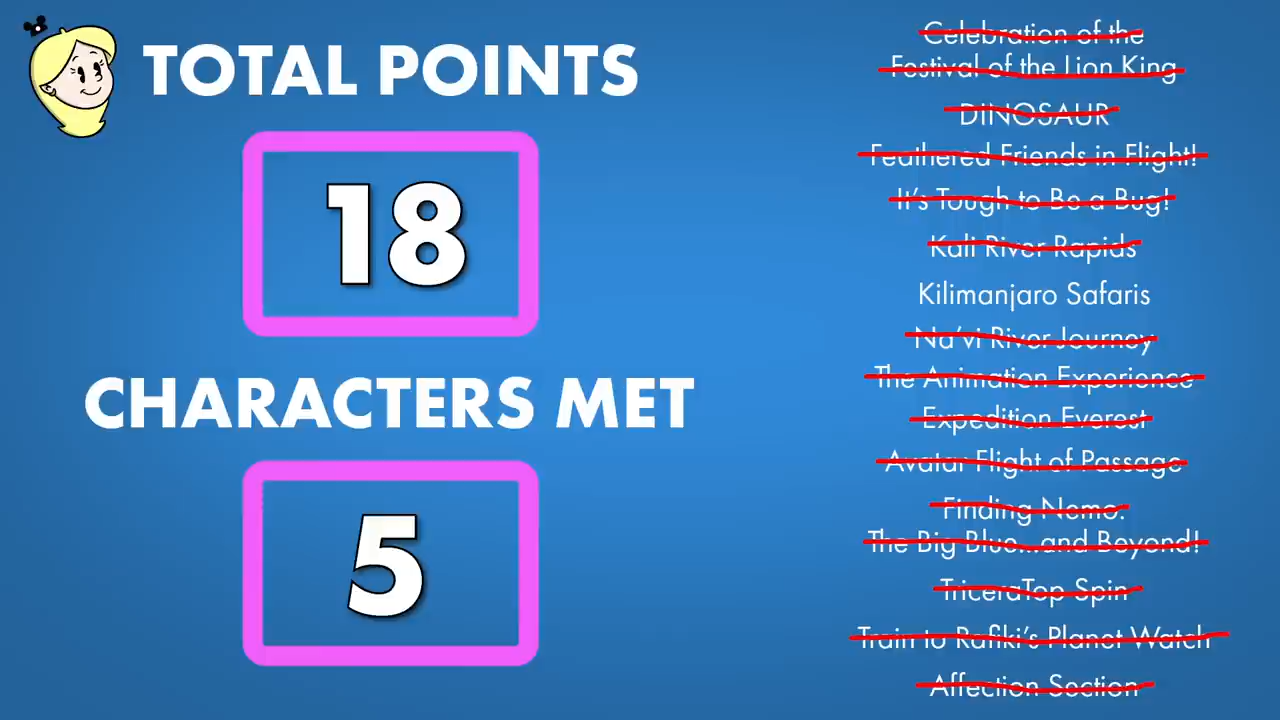 TOTAL POINTS
18
CHARACTERS MET
5
Celebration of the
Festival of the Lion King
DINOSAUR
Feathered Friends in Flight!
It's Tough to Be a Bug!
Kali River Rapids
Kilimanjaro Safaris
Na'vi River Journey
The Animation Experience
Expedition Everest
Avatar Flight of Passage
Finding Nemo:
The Big Blue...and Beyond!
TriceraTop Spin
Train to Rafiki's Planet Watch
Affection Section